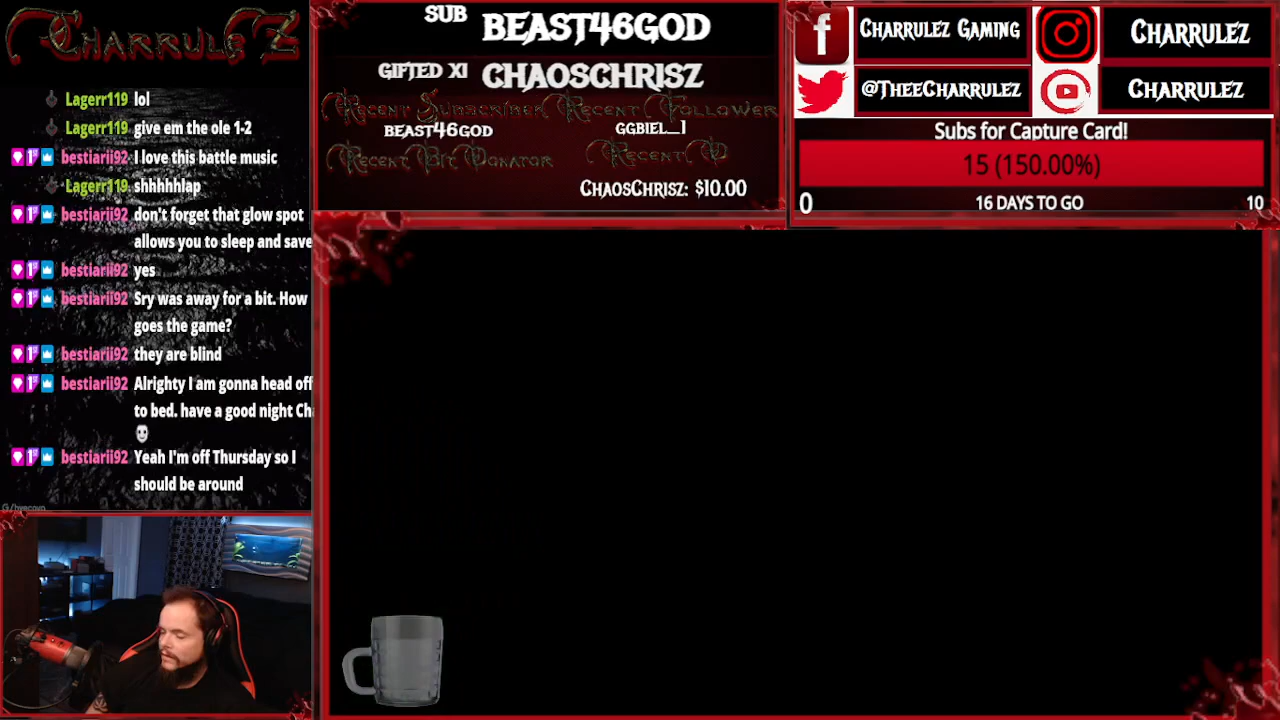 CharruleZ
Lagerr119 lol
Lagerr119 give em the ole 1-2
bestiarii92 I love this battle music
Lagerr119 shhhhhlap
bestiarii92 don't forget that glow spot
allows you to sleep and save
bestiarii92 yes
bestiarii92 Sry was away for a bit. How
goes the game?
bestiarii92 they are blind
bestiarii92 Alrighty I am gonna head off
to bed. have a good night Ch
bestiarii92 Yeah I'm off Thursday so I
should be around
SUB BEAST46GOD
GIFTED X1 CHAOSCHRISZ
Recent Subscriber Recent Follower
BEAST46GOD GGBIEL__1
Recent Bit Donator Recent D
ChaosChrisz: $10.00
Charrulez Gaming Charrulez
@TheeCharrulez Charrulez
Subs for Capture Card!
15 (150.00%)
0 16 DAYS TO GO 10